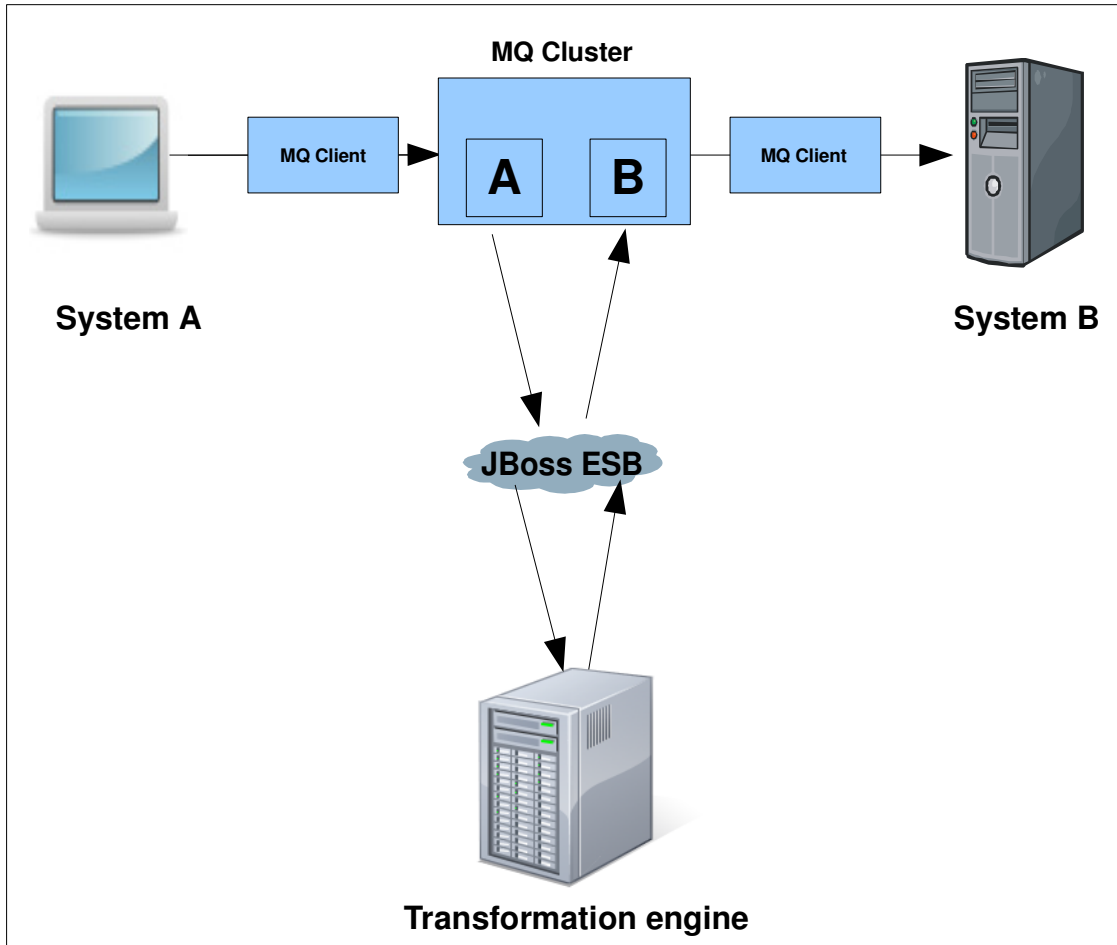 MQ Cluster
MQ Client
A
B
MQ Client
System A
System B
JBoss ESB
Transformation engine